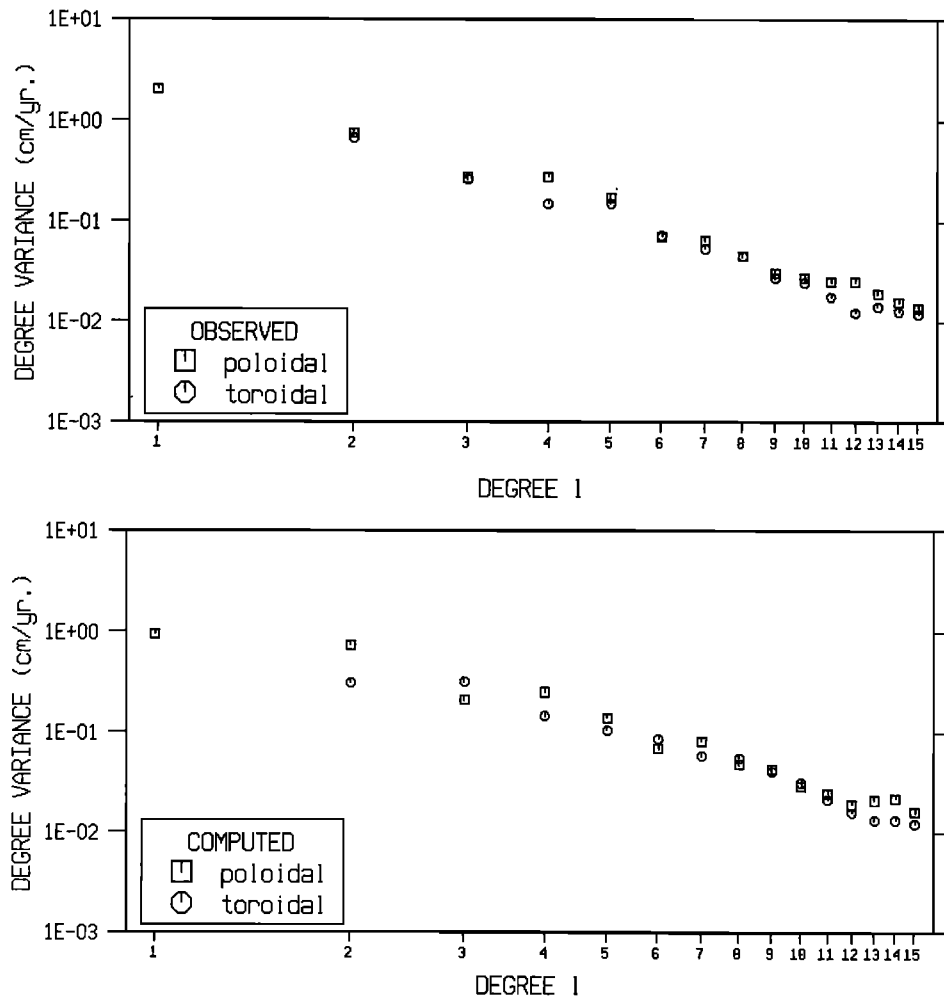 1E+01
1E+00
1E-01
1E-02
1E-03
DEGREE VARIANCE (cm/yr.)
OBSERVED
poloidal
toroidal
1 2 3 4 5 6 7 8 9 10 11 12 13 14 15
DEGREE l
1E+01
1E+00
1E-01
1E-02
1E-03
DEGREE VARIANCE (cm/yr.)
COMPUTED
poloidal
toroidal
1 2 3 4 5 6 7 8 9 10 11 12 13 14 15
DEGREE l